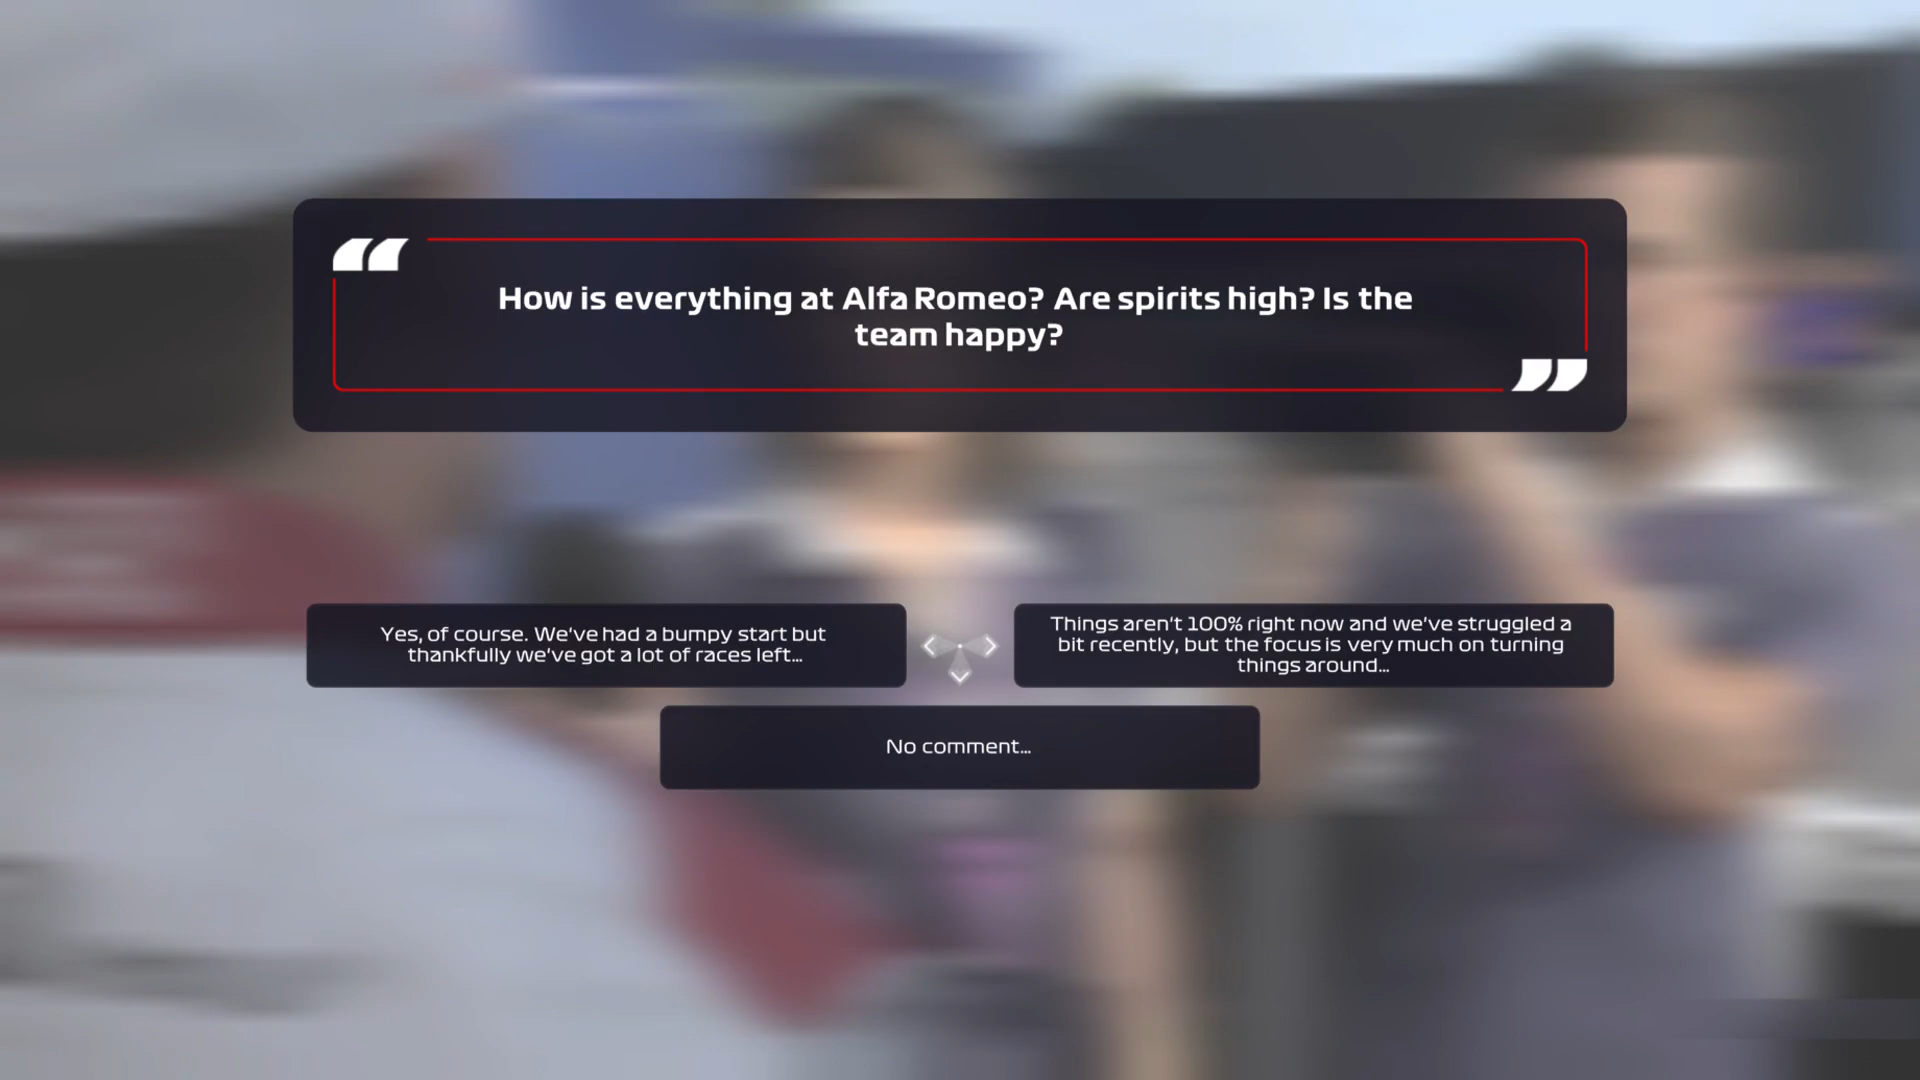 How is everything at Alfa Romeo? Are spirits high? Is the
team happy?
Yes, of course. We've had a bumpy start but
thankfully we've got a lot of races left...
Things aren't 100% right now and we've struggled a
bit recently, but the focus is very much on turning
things around...
No comment...